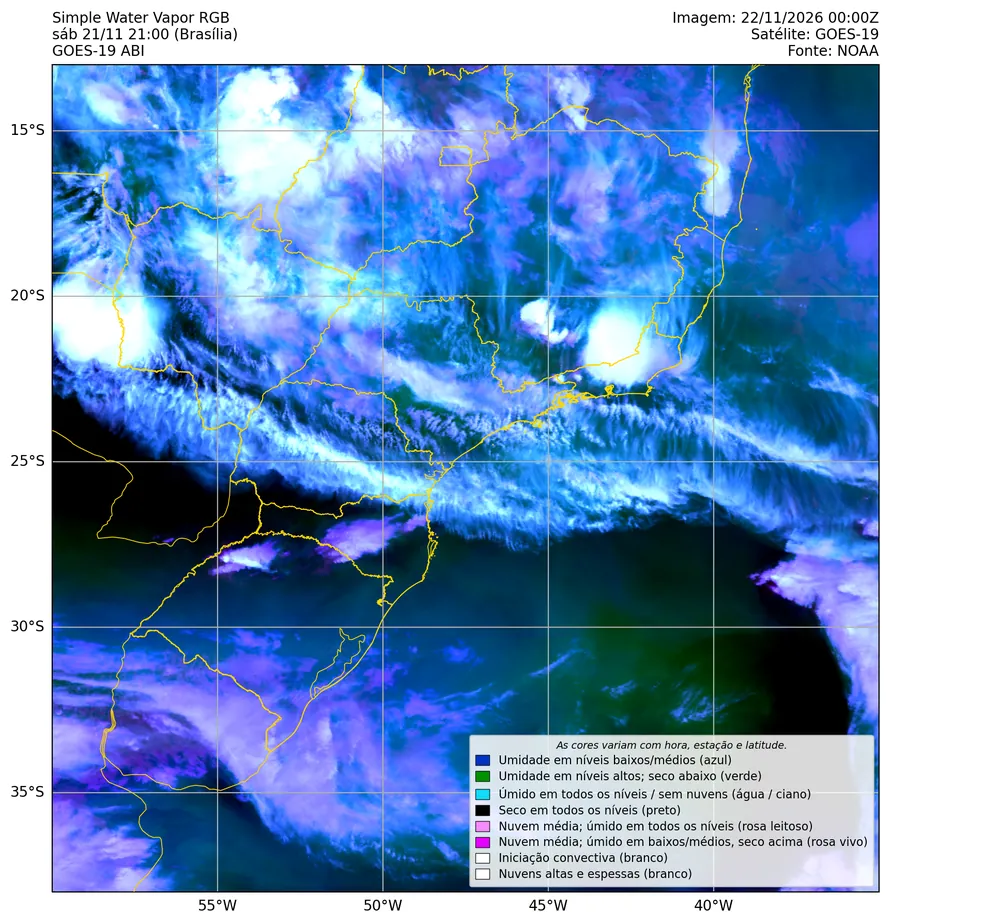 Simple Water Vapor RGB
sáb 21/11 21:00 (Brasília)
GOES-19 ABI
Imagem: 22/11/2026 00:00Z
Satélite: GOES-19
Fonte: NOAA
15°S
20°S
25°S
30°S
35°S
55°W
50°W
45°W
40°W
As cores variam com hora, estação e latitude.
Umidade em níveis baixos/médios (azul)
Umidade em níveis altos; seco abaixo (verde)
Úmido em todos os níveis / sem nuvens (água / ciano)
Seco em todos os níveis (preto)
Nuvem média; úmido em todos os níveis (rosa leitoso)
Nuvem média; úmido em baixos/médios, seco acima (rosa vivo)
Iniciação convectiva (branco)
Nuvens altas e espessas (branco)